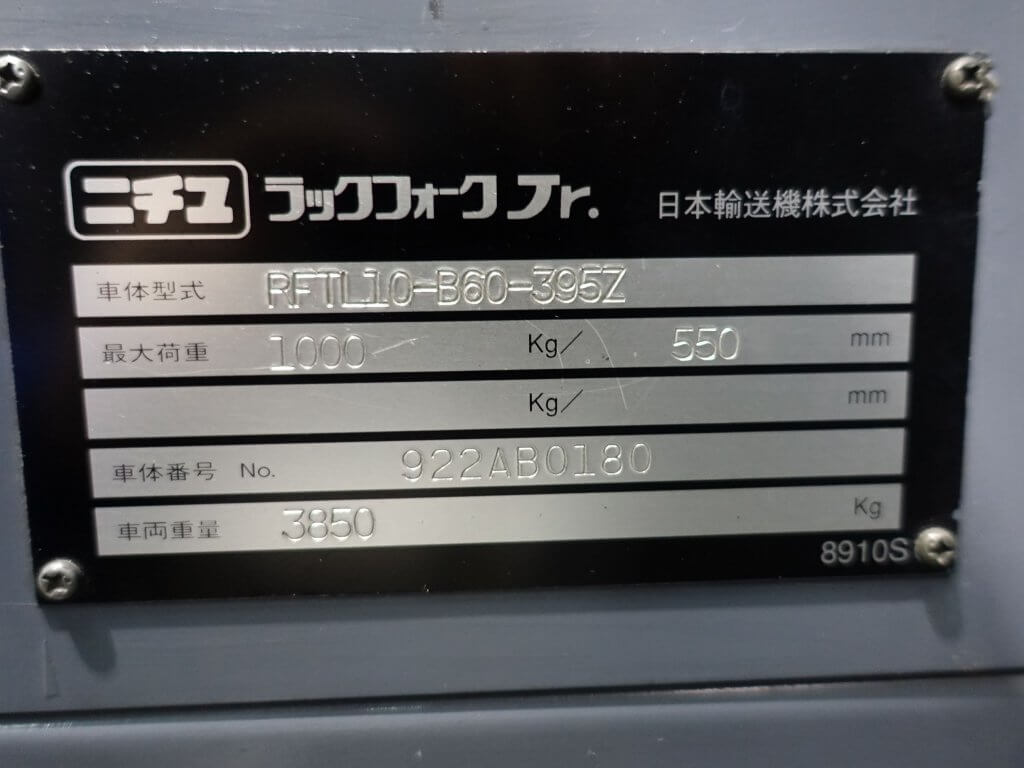 ニチユ ラックフォーク Jr. 日本輸送機株式会社
車体型式 RFTL10-B60-395Z
最大荷重 1000 Kg/ 550 mm
Kg/ mm
車体番号 No. 922AB0180
車両重量 3850 Kg
8910S